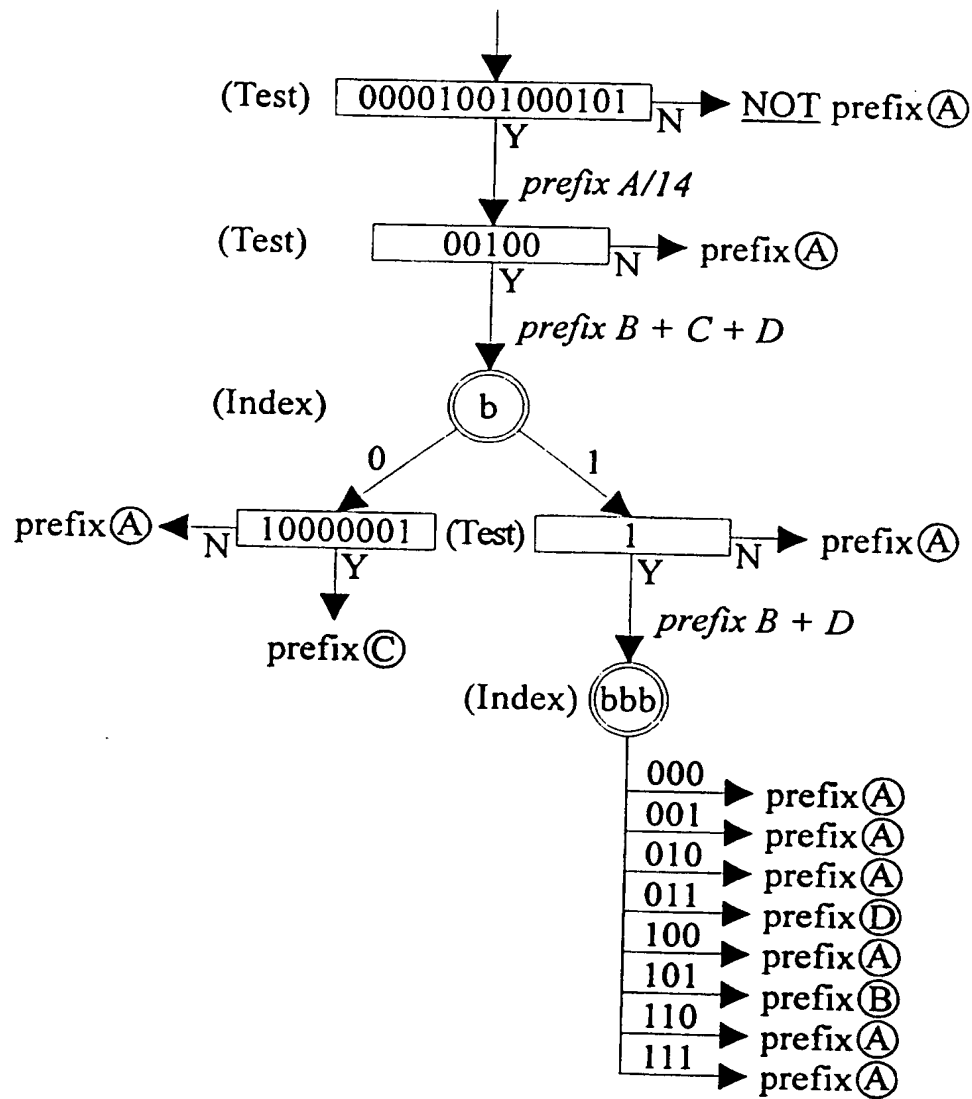 (Test) 00001001000101 N NOT prefix A
Y
prefix A/14
(Test) 00100 N prefix A
Y
prefix B + C + D
(Index) b
0 1
prefix A N 10000001 (Test) 1 N prefix A
Y Y
prefix C
prefix B + D
(Index) bbb
000 prefix A
001 prefix A
010 prefix A
011 prefix D
100 prefix A
101 prefix B
110 prefix A
111 prefix A